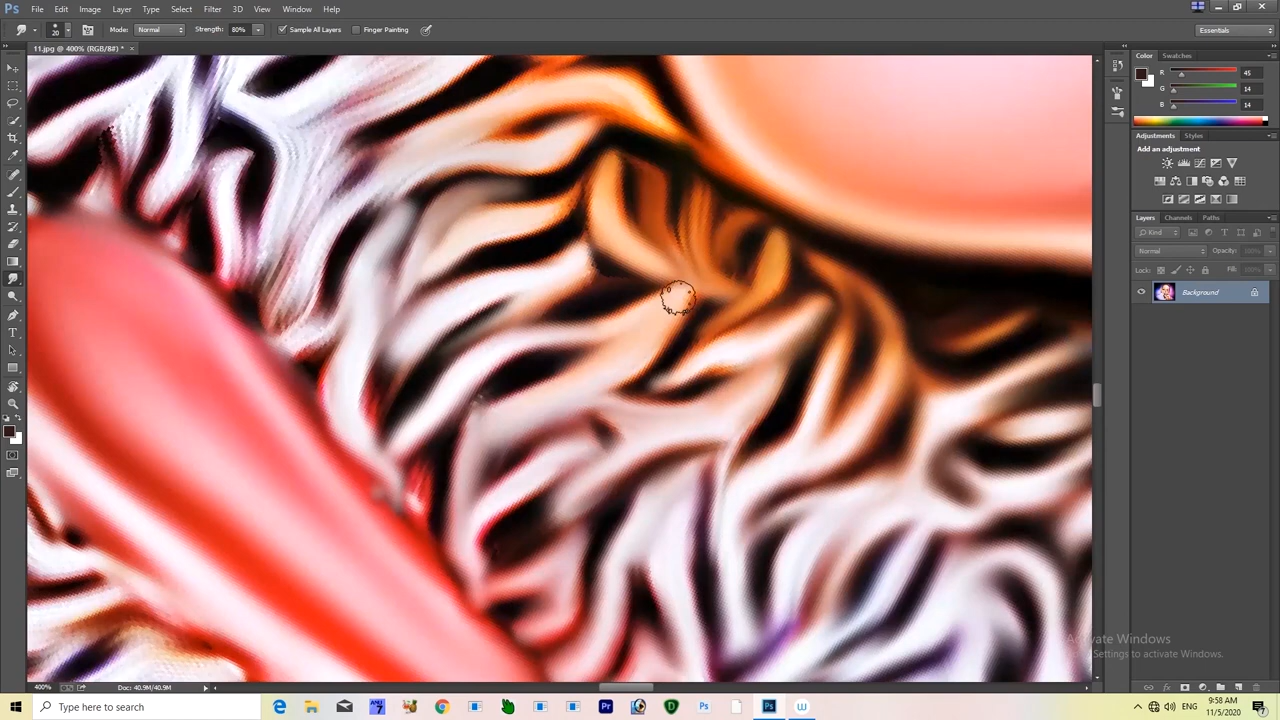 Ps File Edit Image Layer Type Select Filter 3D View Window Help
20 Mode: Normal Strength: 80% Sample All Layers Finger Painting Essentials
11.jpg @ 400% (RGB/8#) * ×
Color Swatches
R 45
G 14
B 14
Adjustments Styles
Add an adjustment
Layers Channels Paths
Kind
Normal Opacity: 100%
Lock: Fill: 100%
Background
Activate Windows
Settings to activate Windows.
400% Doc: 40.9M/40.9M
Type here to search
ENG
9:58 AM
11/5/2020